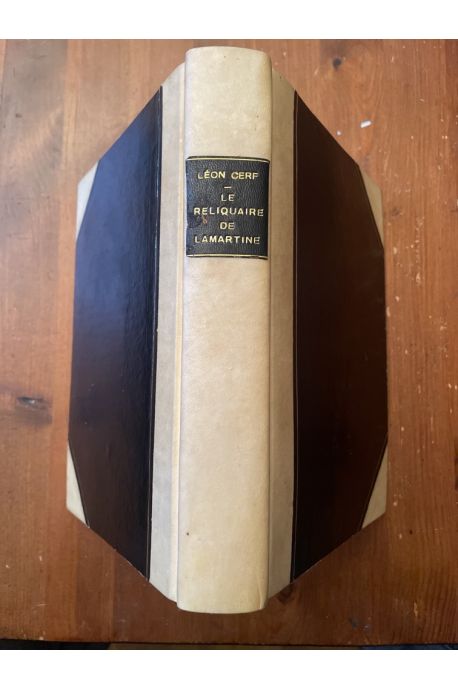 LÉON CERF
—
LE
RELIQUAIRE
DE
LAMARTINE